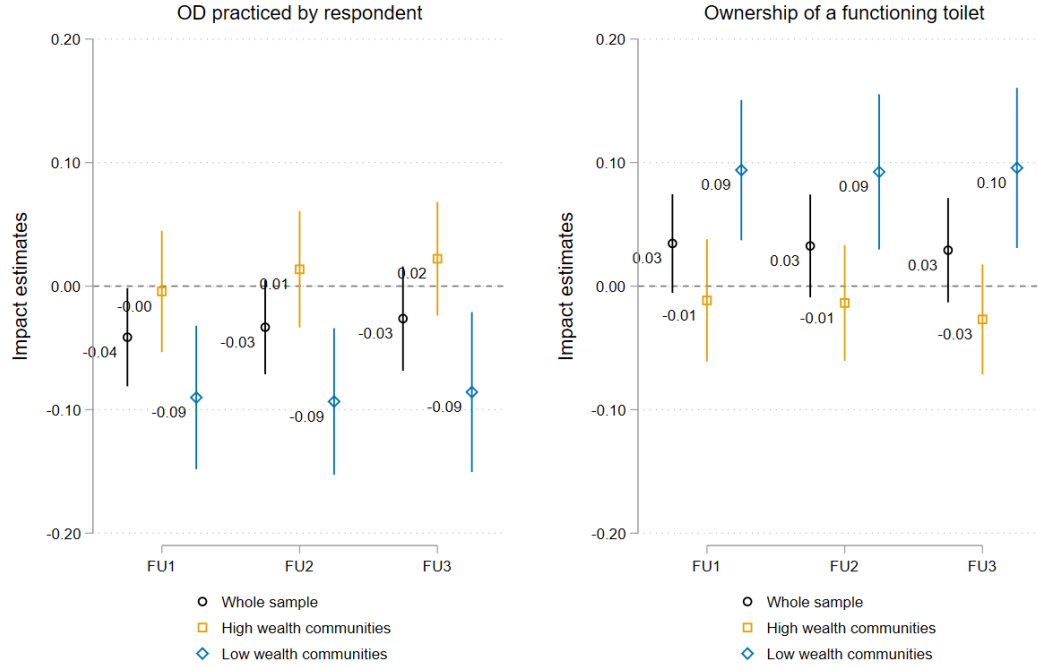 OD practiced by respondent
Impact estimates
0.20
0.10
0.00
-0.10
-0.20
-0.04
-0.00
-0.09
-0.03
0.01
-0.09
-0.03
0.02
-0.09
FU1
FU2
FU3
Whole sample
High wealth communities
Low wealth communities
Ownership of a functioning toilet
Impact estimates
0.20
0.10
0.00
-0.10
-0.20
0.03
-0.01
0.09
0.03
-0.01
0.09
0.03
-0.03
0.10
FU1
FU2
FU3
Whole sample
High wealth communities
Low wealth communities